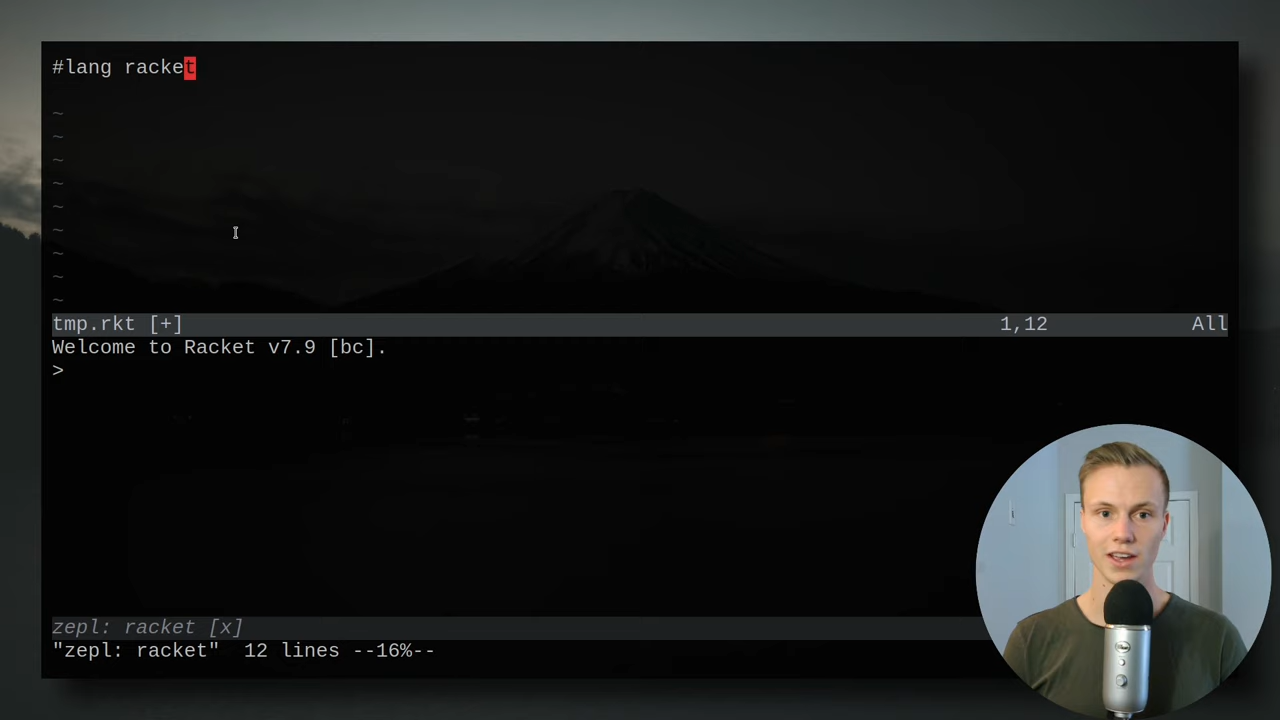 #lang racket
~
~
~
~
~
~
~
~
~
tmp.rkt [+] 1,12 All
Welcome to Racket v7.9 [bc].
>
zepl: racket [x]
"zepl: racket" 12 lines --16%--